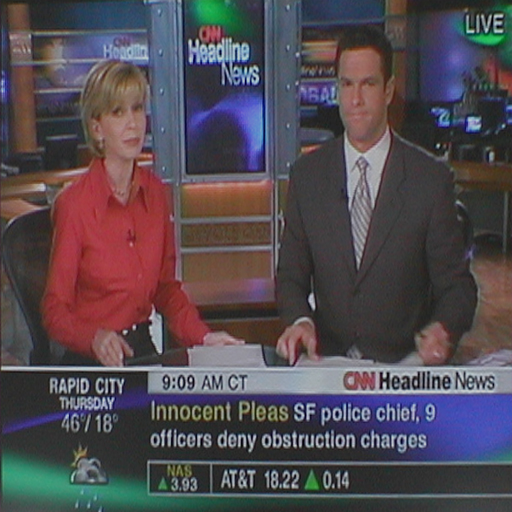 LIVE
CNN
Headline
News
Headlin
RAPID CITY
THURSDAY
46°/18°
9:09 AM CT
CNN Headline News
Innocent Pleas SF police chief, 9
officers deny obstruction charges
NAS
3.93
AT&T 18.22 0.14